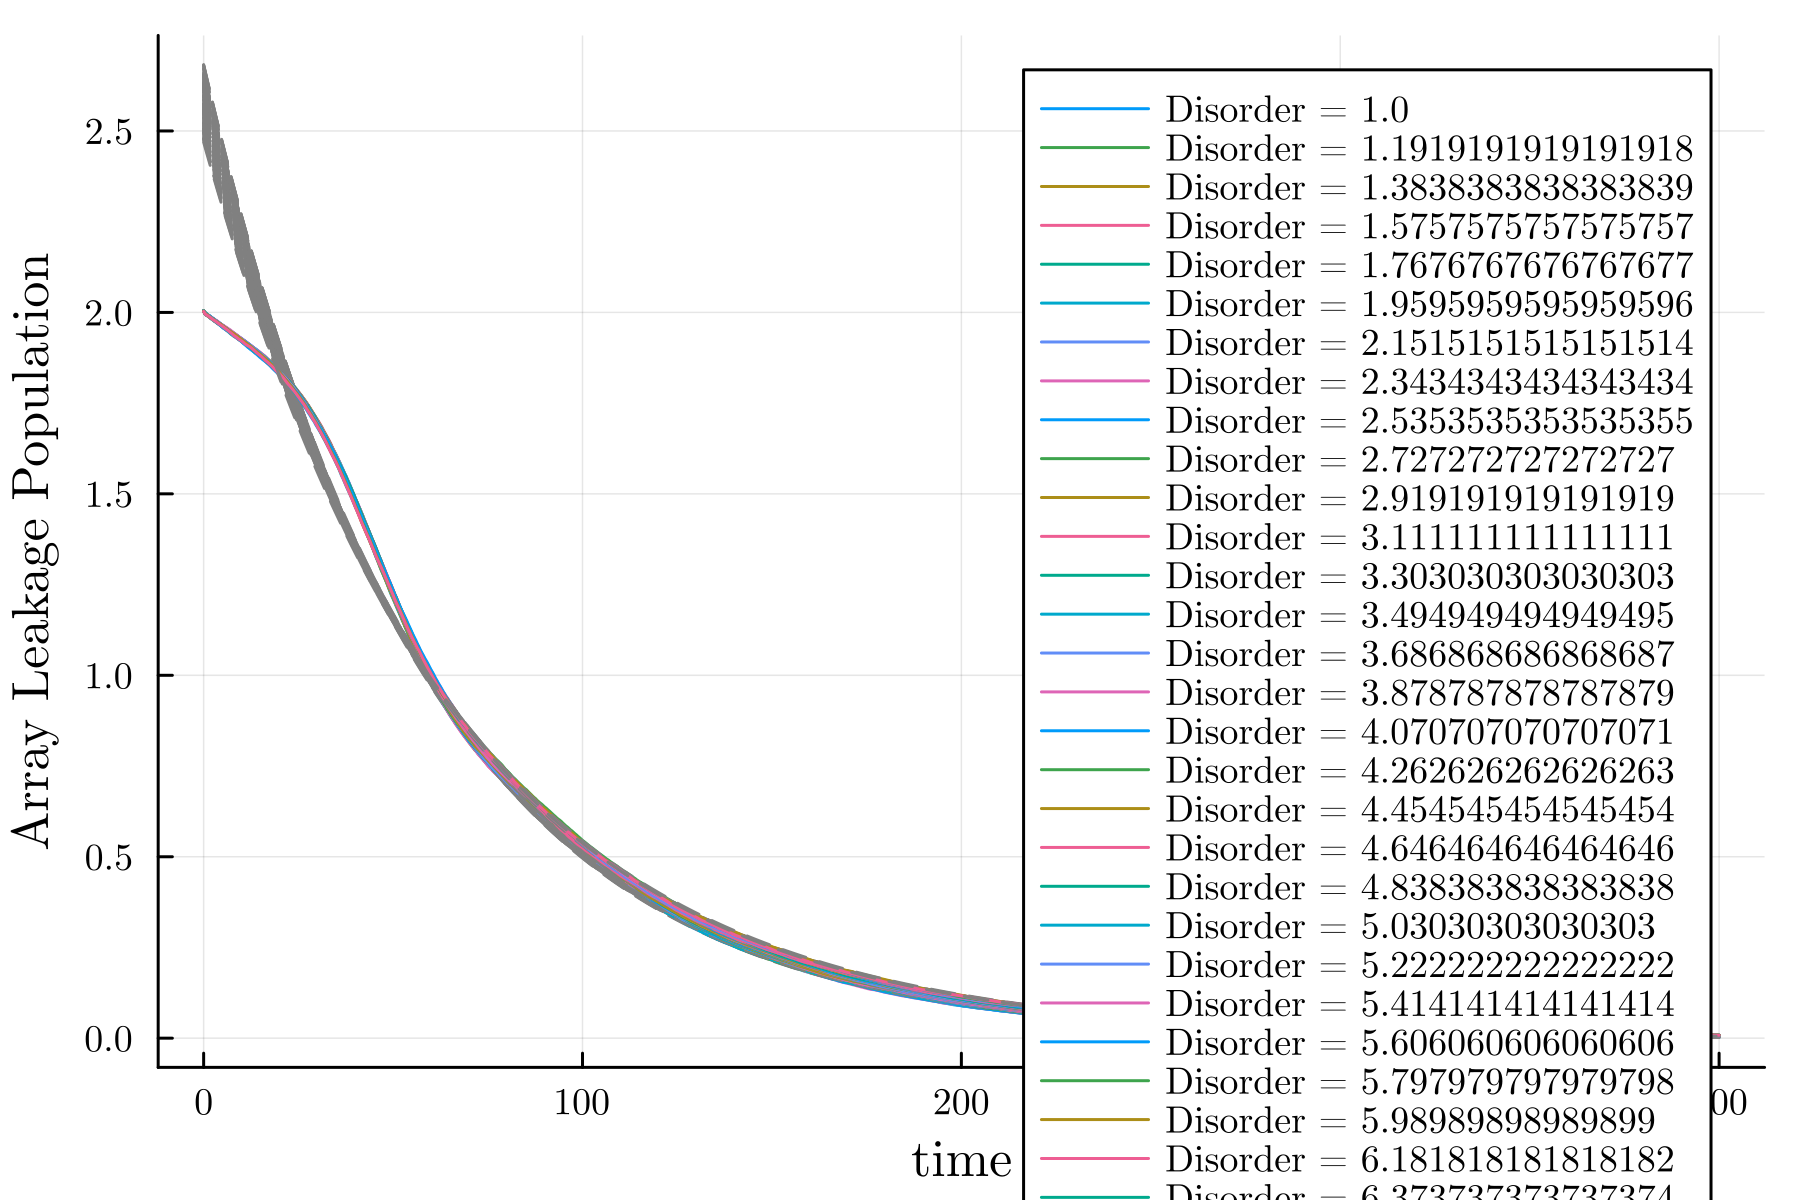 Array Leakage Population
2.5
2.0
1.5
1.0
0.5
0.0
0
100
200
00
time
Disorder = 1.0
Disorder = 1.1919191919191918
Disorder = 1.3838383838383839
Disorder = 1.5757575757575757
Disorder = 1.7676767676767677
Disorder = 1.9595959595959596
Disorder = 2.1515151515151514
Disorder = 2.3434343434343434
Disorder = 2.5353535353535355
Disorder = 2.727272727272727
Disorder = 2.919191919191919
Disorder = 3.111111111111111
Disorder = 3.303030303030303
Disorder = 3.494949494949495
Disorder = 3.686868686868687
Disorder = 3.878787878787879
Disorder = 4.070707070707071
Disorder = 4.262626262626263
Disorder = 4.454545454545454
Disorder = 4.646464646464646
Disorder = 4.838383838383838
Disorder = 5.03030303030303
Disorder = 5.222222222222222
Disorder = 5.414141414141414
Disorder = 5.606060606060606
Disorder = 5.797979797979798
Disorder = 5.98989898989899
Disorder = 6.181818181818182
Disorder = 6.373737373737374